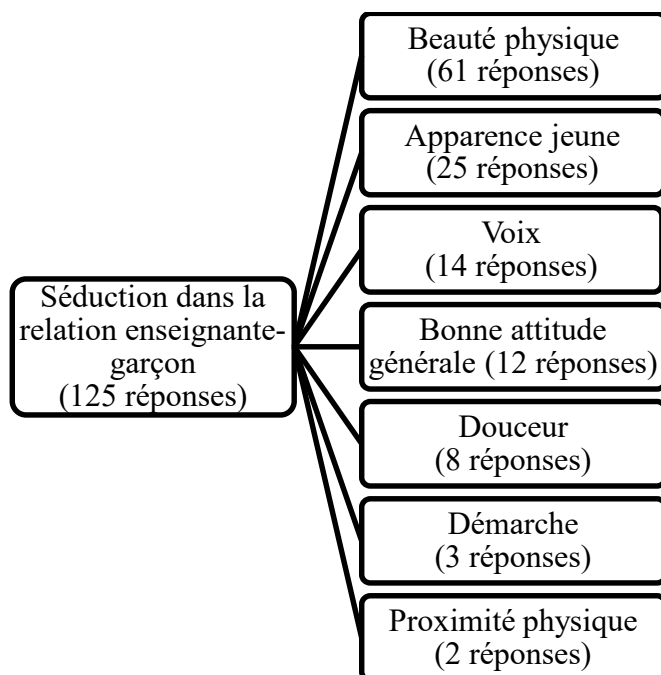 Séduction dans la
relation enseignante-
garçon
(125 réponses)
Beauté physique
(61 réponses)
Apparence jeune
(25 réponses)
Voix
(14 réponses)
Bonne attitude
générale (12 réponses)
Douceur
(8 réponses)
Démarche
(3 réponses)
Proximité physique
(2 réponses)